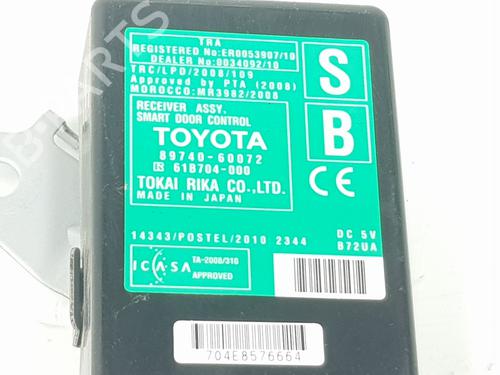 TRA
REGISTERED No:ER0053907/10
DEALER No:0034092/10
TRC/LPD/2008/109
Approved by PTA (2008)
MOROCCO:MR3982/2008
S
RECEIVER ASSY.
SMART DOOR CONTROL
TOYOTA
B
89740-60072
R 61B704-000
TOKAI RIKA CO.,LTD.
MADE IN JAPAN
CE
14343/POSTEL/2010 2344
DC 5V
B72UA
ICASA
TA-2008/310
APPROVED
704E8576664